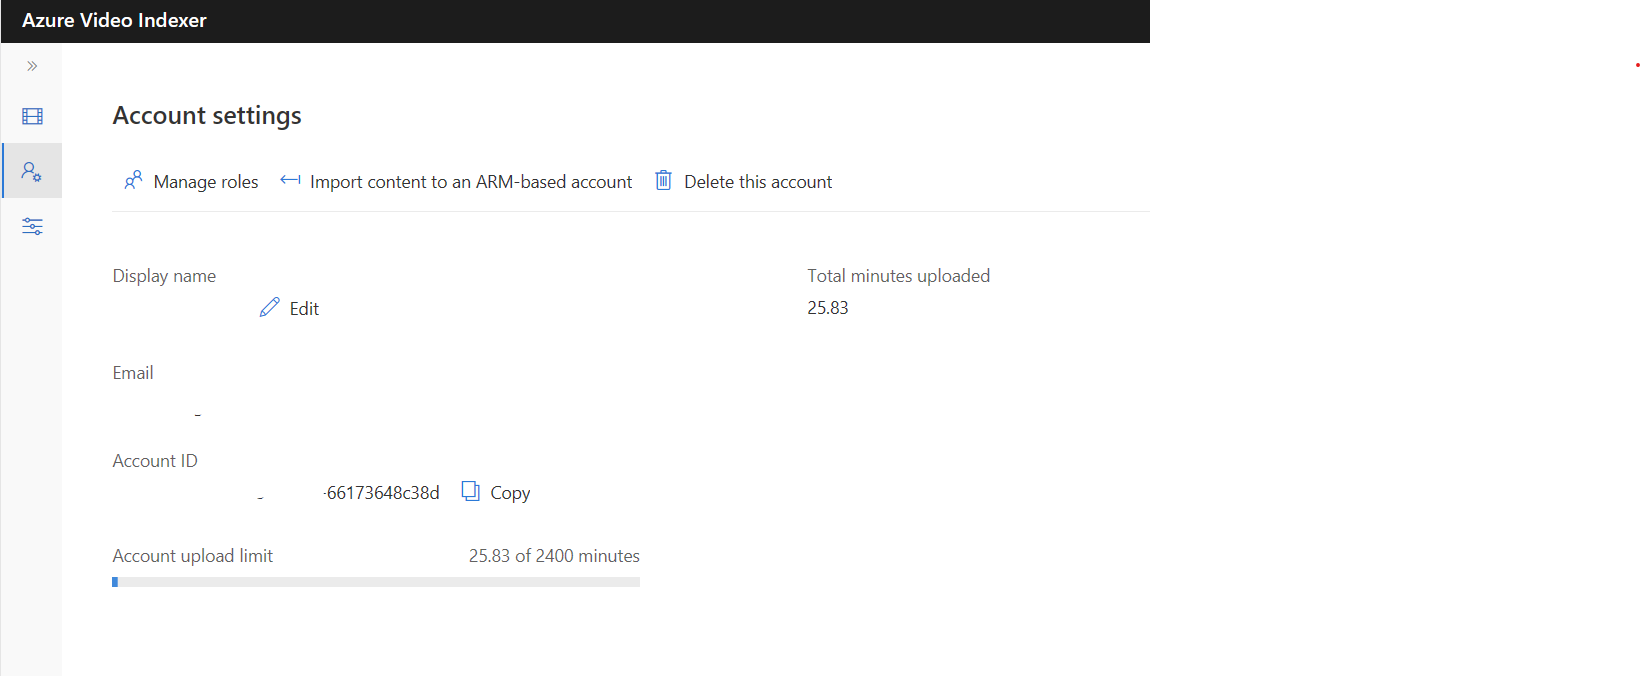 Azure Video Indexer
Account settings
Manage roles Import content to an ARM-based account Delete this account
Display name
Edit
Total minutes uploaded
25.83
Email
Account ID
-66173648c38d Copy
Account upload limit 25.83 of 2400 minutes